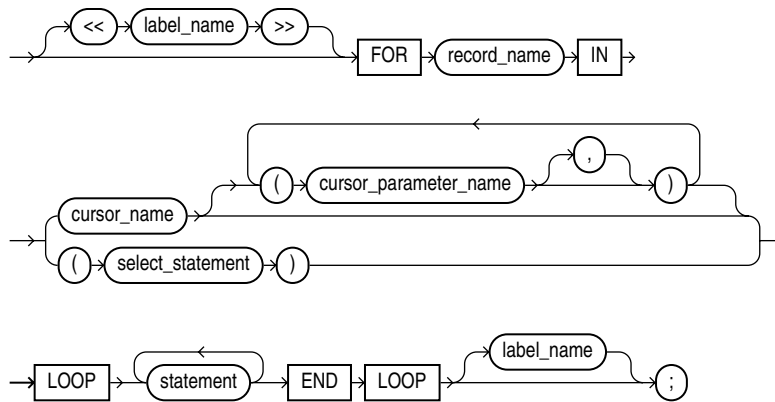 << label_name >>
FOR record_name IN
( cursor_parameter_name , )
cursor_name
( select_statement )
label_name
LOOP statement END LOOP ;